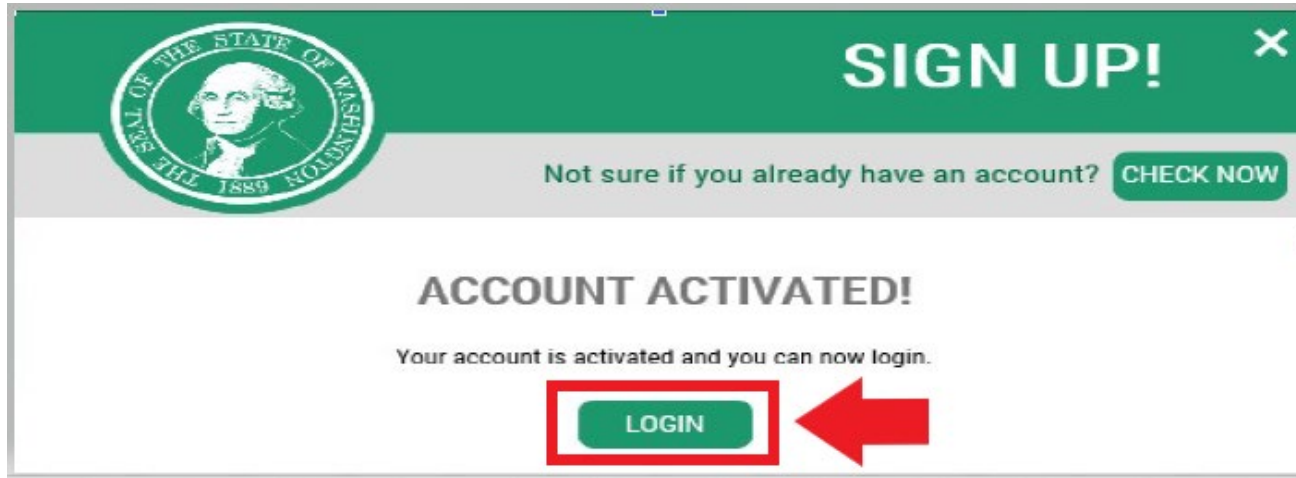 THE SEAL OF THE STATE OF WASHINGTON
1889
SIGN UP!
×
Not sure if you already have an account? CHECK NOW
ACCOUNT ACTIVATED!
Your account is activated and you can now login.
LOGIN